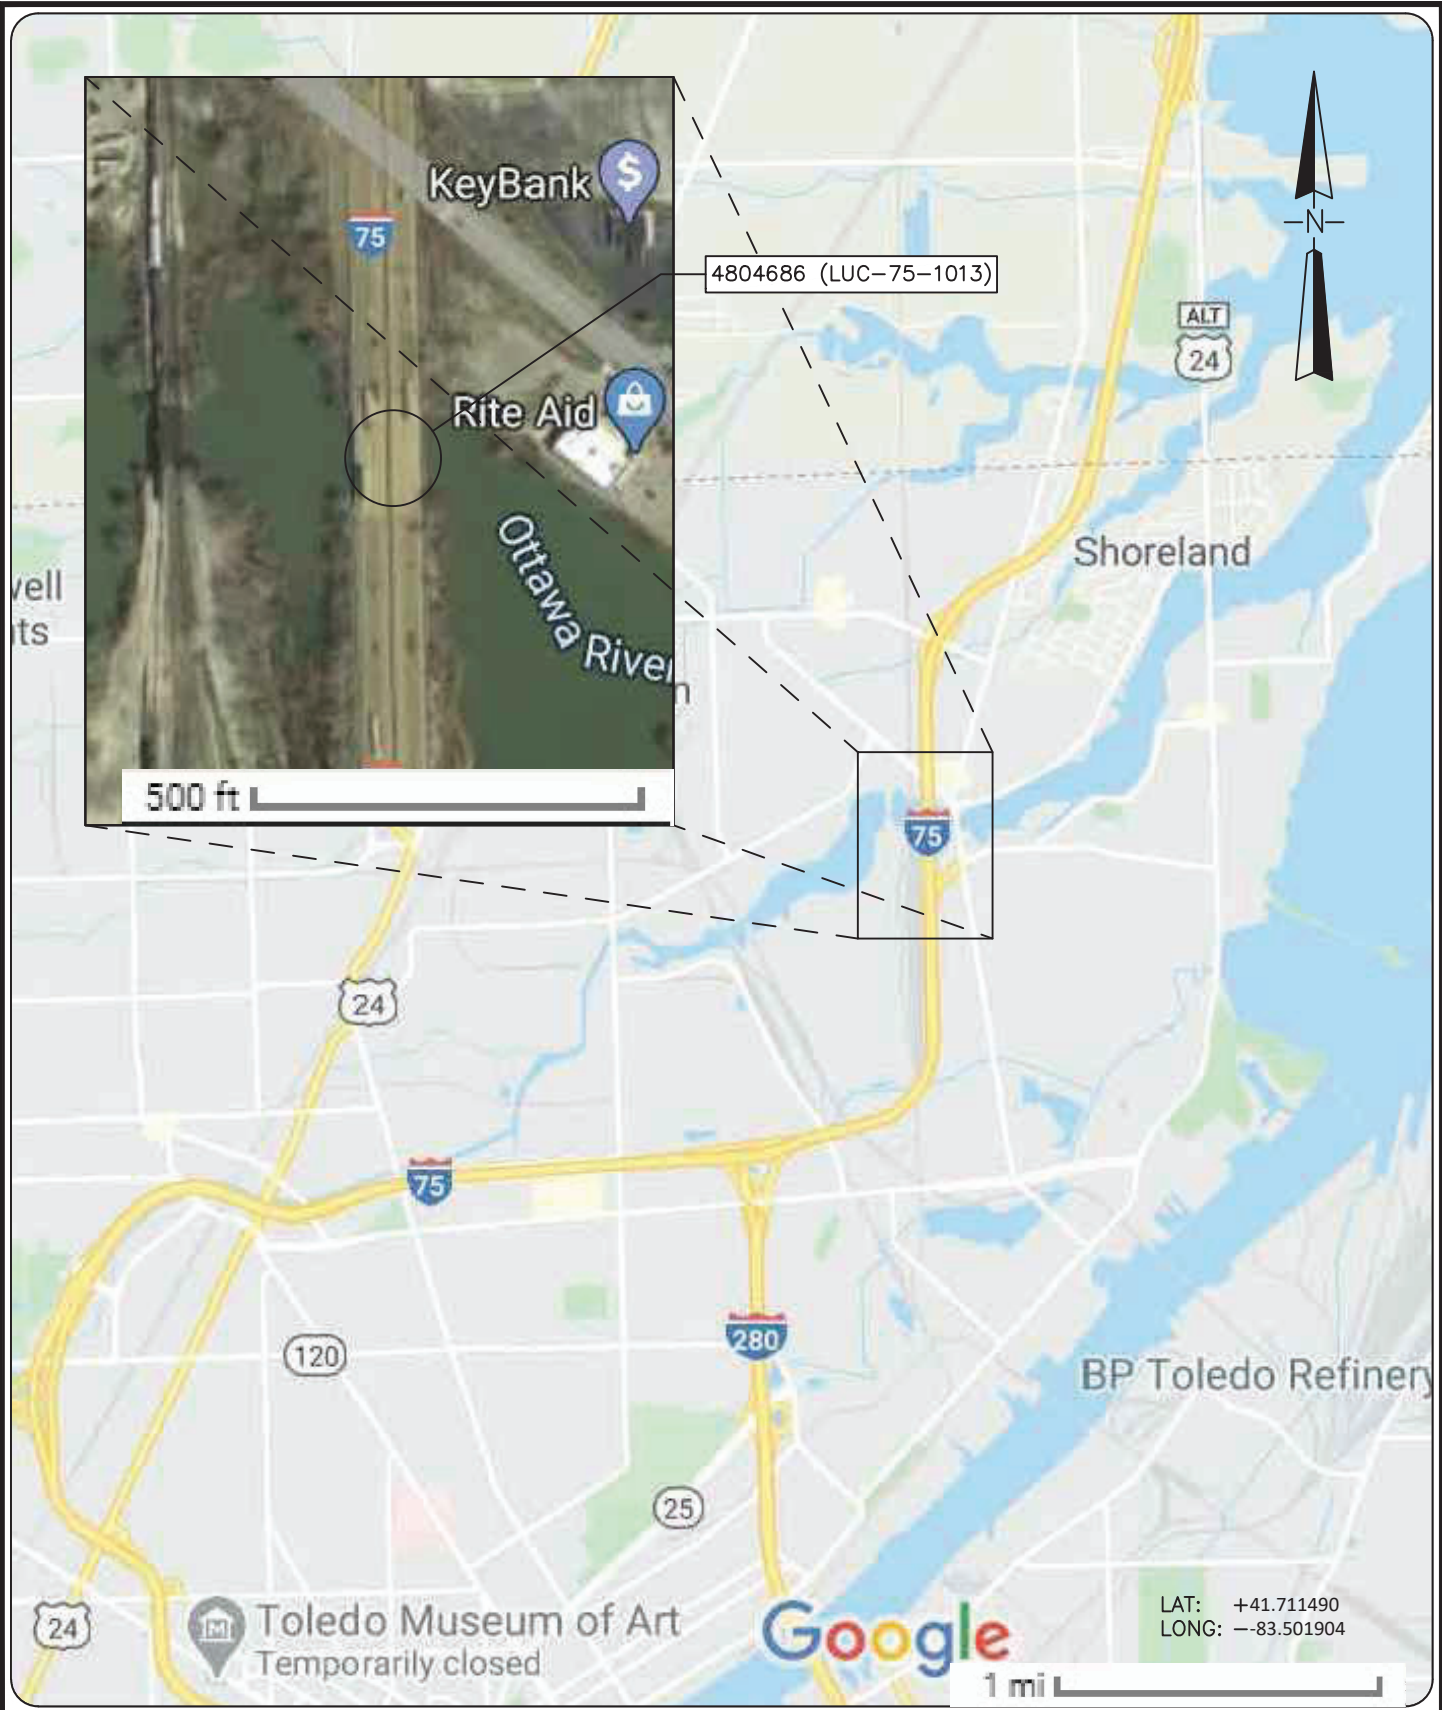 KeyBank
$
75
4804686 (LUC-75-1013)
N
ALT
24
Rite Aid
Ottawa River
Shoreland
well
nts
n
500 ft
75
24
75
280
120
BP Toledo Refinery
25
LAT: +41.711490
LONG: --83.501904
24
Toledo Museum of Art
Temporarily closed
Google
1 mi